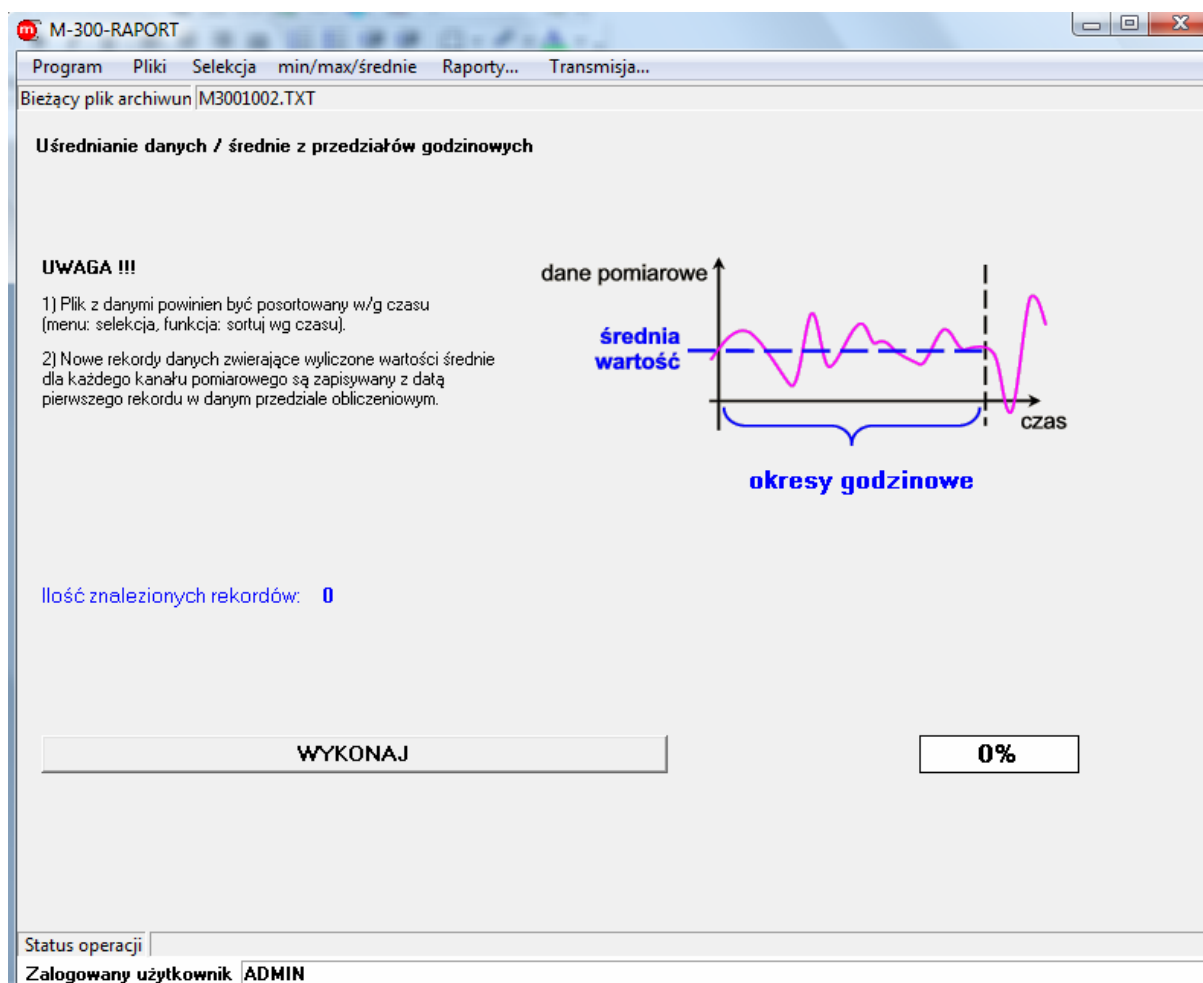 M-300-RAPORT
Program Pliki Selekcja min/max/średnie Raporty... Transmisja...
Bieżący plik archiwun M3001002.TXT
Uśrednianie danych / średnie z przedziałów godzinowych
UWAGA !!!
1) Plik z danymi powinien być posortowany w/g czasu
(menu: selekcja, funkcja: sortuj wg czasu).
2) Nowe rekordy danych zwierające wyliczone wartości średnie
dla każdego kanału pomiarowego są zapisywany z datą
pierwszego rekordu w danym przedziale obliczeniowym.
dane pomiarowe
średnia
wartość
czas
okresy godzinowe
Ilość znalezionych rekordów: 0
WYKONAJ
0%
Status operacji
Zalogowany użytkownik ADMIN